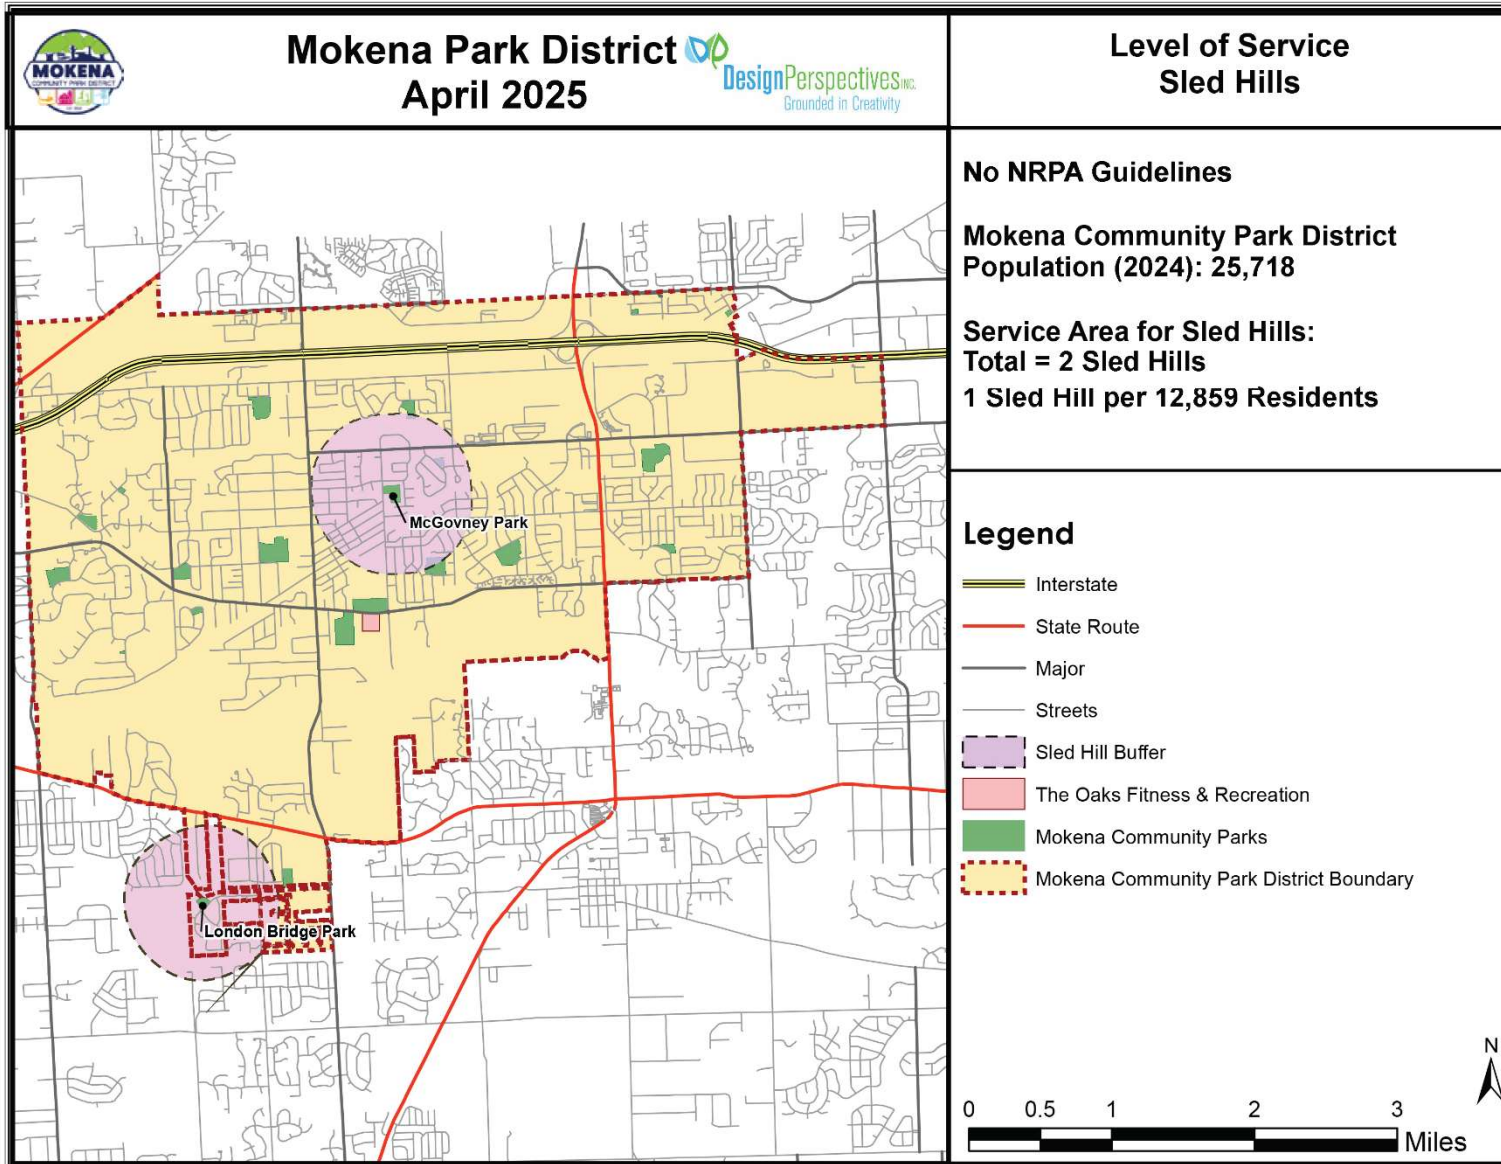 MOKENA
COMMUNITY PARK DISTRICT
Mokena Park District
April 2025
DesignPerspectives INC.
Grounded in Creativity
Level of Service
Sled Hills
No NRPA Guidelines
Mokena Community Park District
Population (2024): 25,718
Service Area for Sled Hills:
Total = 2 Sled Hills
1 Sled Hill per 12,859 Residents
McGovney Park
London Bridge Park
Legend
Interstate
State Route
Major
Streets
Sled Hill Buffer
The Oaks Fitness & Recreation
Mokena Community Parks
Mokena Community Park District Boundary
N
0 0.5 1 2 3
Miles